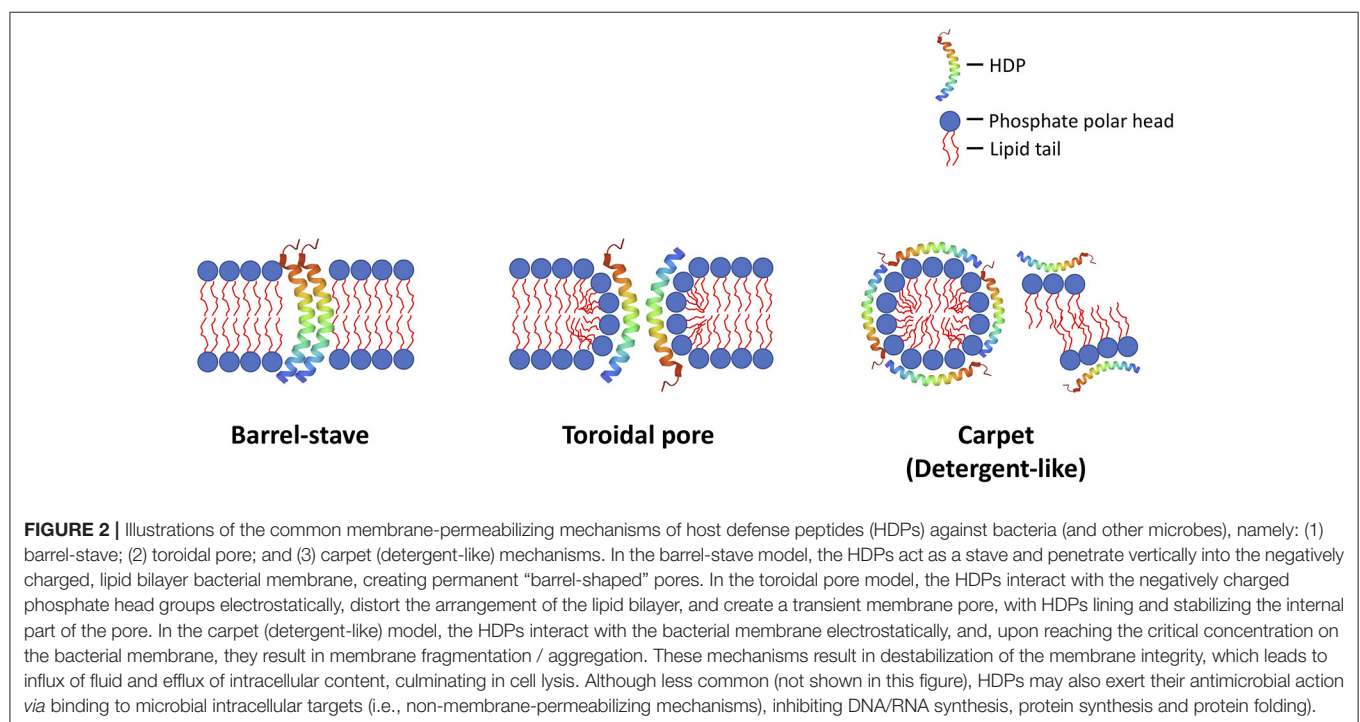 HDP
Phosphate polar head
Lipid tail
Barrel-stave
Toroidal pore
Carpet
(Detergent-like)
FIGURE 2 | Illustrations of the common membrane-permeabilizing mechanisms of host defense peptides (HDPs) against bacteria (and other microbes), namely: (1)
barrel-stave; (2) toroidal pore; and (3) carpet (detergent-like) mechanisms. In the barrel-stave model, the HDPs act as a stave and penetrate vertically into the negatively
charged, lipid bilayer bacterial membrane, creating permanent “barrel-shaped” pores. In the toroidal pore model, the HDPs interact with the negatively charged
phosphate head groups electrostatically, distort the arrangement of the lipid bilayer, and create a transient membrane pore, with HDPs lining and stabilizing the internal
part of the pore. In the carpet (detergent-like) model, the HDPs interact with the bacterial membrane electrostatically, and, upon reaching the critical concentration on
the bacterial membrane, they result in membrane fragmentation / aggregation. These mechanisms result in destabilization of the membrane integrity, which leads to
influx of fluid and efflux of intracellular content, culminating in cell lysis. Although less common (not shown in this figure), HDPs may also exert their antimicrobial action
via binding to microbial intracellular targets (i.e., non-membrane-permeabilizing mechanisms), inhibiting DNA/RNA synthesis, protein synthesis and protein folding).